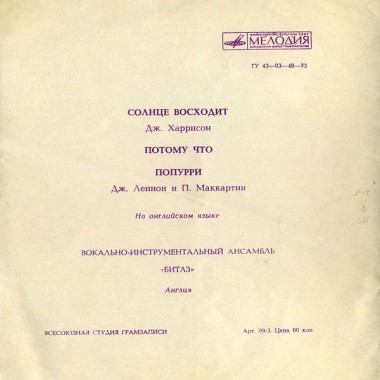 МЕЛОДИЯ
ТУ 43—03—48—73
СОЛНЦЕ ВОСХОДИТ
Дж. Харрисон
ПОТОМУ ЧТО
ПОПУРРИ
Дж. Леннон и П. Маккартни
На английском языке
ВОКАЛЬНО-ИНСТРУМЕНТАЛЬНЫЙ АНСАМБЛЬ
«БИТЛЗ»
Англия
ВСЕСОЮЗНАЯ СТУДИЯ ГРАМЗАПИСИ
Арт. 09-3. Цена 60 коп